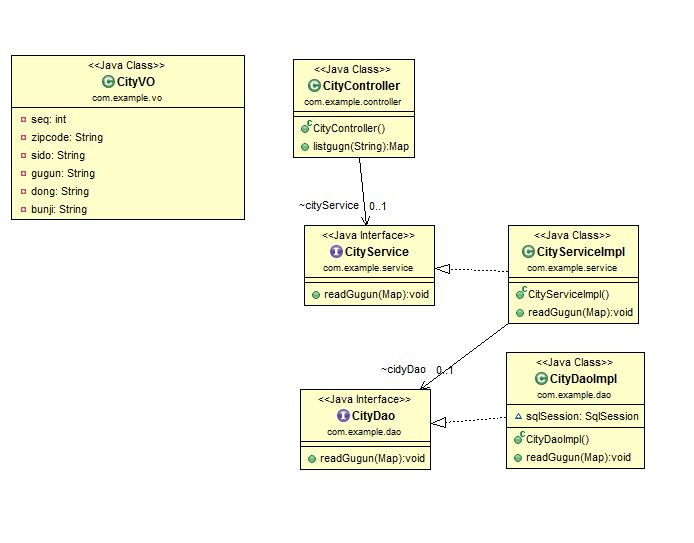 <<Java Class>>
CityVO
com.example.vo
seq: int
zipcode: String
sido: String
gugun: String
dong: String
bunji: String
<<Java Class>>
CityController
com.example.controller
CityController()
listgugn(String):Map
~cityService 0..1
<<Java Interface>>
CityService
com.example.service
readGugun(Map):void
<<Java Class>>
CityServiceImpl
com.example.service
CityServiceImpl()
readGugun(Map):void
~cidyDao 0..1
<<Java Interface>>
CityDao
com.example.dao
readGugun(Map):void
<<Java Class>>
CityDaoImpl
com.example.dao
sqlSession: SqlSession
CityDaoImpl()
readGugun(Map):void